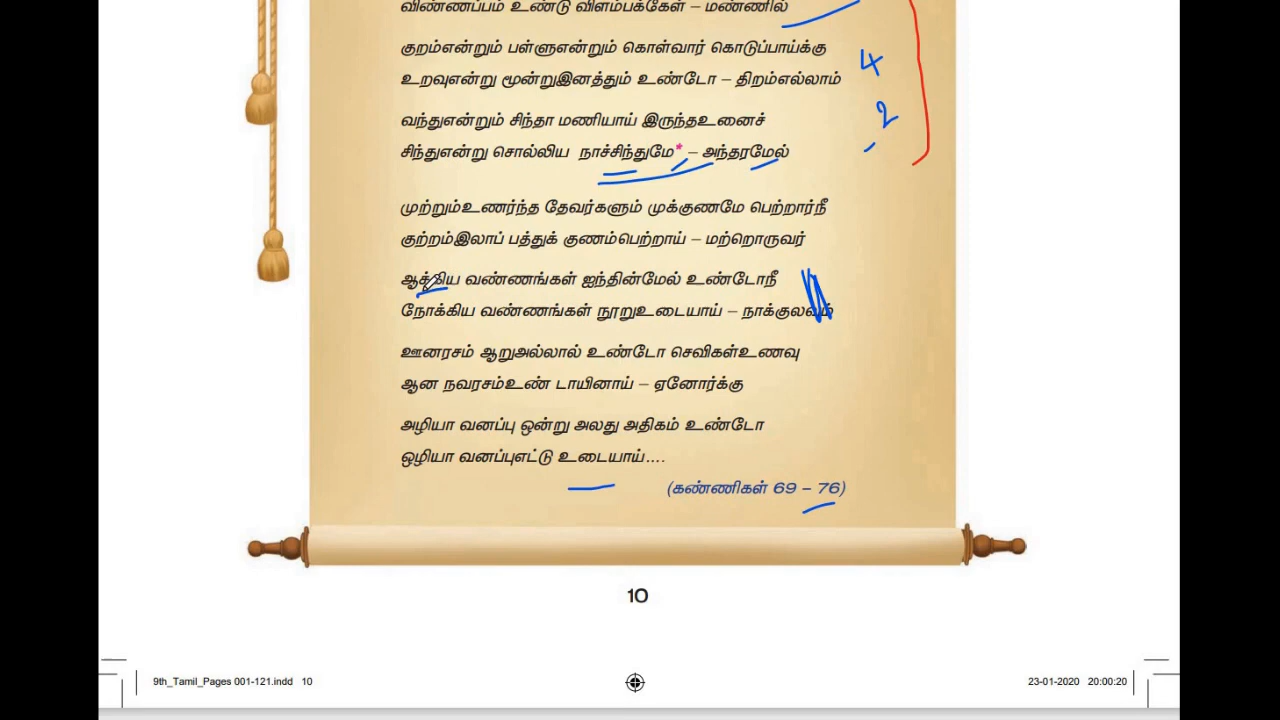 விண்ணப்பம் உண்டு விளம்பக்கேள் – மண்ணில்
குறம்என்றும் பள்ளுஎன்றும் கொள்வார் கொடுப்பாய்க்கு
உறவுஎன்று மூன்றுஇனத்தும் உண்டோ – திறம்எல்லாம்
4
வந்துஎன்றும் சிந்தா மணியாய் இருந்தஉனைச்
2
சிந்துஎன்று சொல்லிய நாச்சிந்துமே* – அந்தரமேல்
முற்றும்உணர்ந்த தேவர்களும் முக்குணமே பெற்றார்நீ
குற்றம்இலாப் பத்துக் குணம்பெற்றாய் – மற்றொருவர்
ஆக்கிய வண்ணங்கள் ஐந்தின்மேல் உண்டோநீ
நோக்கிய வண்ணங்கள் நூறுஉடையாய் – நாக்குலவும்
ஊனரசம் ஆறுஅல்லால் உண்டோ செவிகள்உணவு
ஆன நவரசம்உண் டாயினாய் – ஏனோர்க்கு
அழியா வனப்பு ஒன்று அலது அதிகம் உண்டோ
ஒழியா வனப்புஎட்டு உடையாய்....
(கண்ணிகள் 69 – 76)
10
9th_Tamil_Pages 001-121.indd 10
23-01-2020 20:00:20